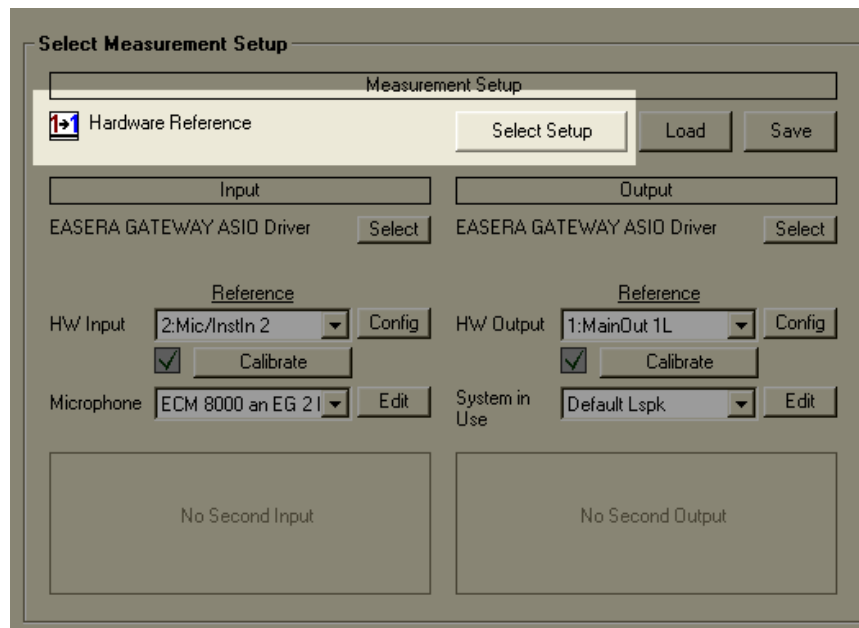 Select Measurement Setup
Measurement Setup
1→1 Hardware Reference Select Setup Load Save
Input Output
EASERA GATEWAY ASIO Driver Select EASERA GATEWAY ASIO Driver Select
Reference Reference
HW Input 2:Mic/InstIn 2 Config HW Output 1:MainOut 1L Config
Calibrate Calibrate
Microphone ECM 8000 an EG 2 Edit System in Use Default Lspk Edit
No Second Input No Second Output